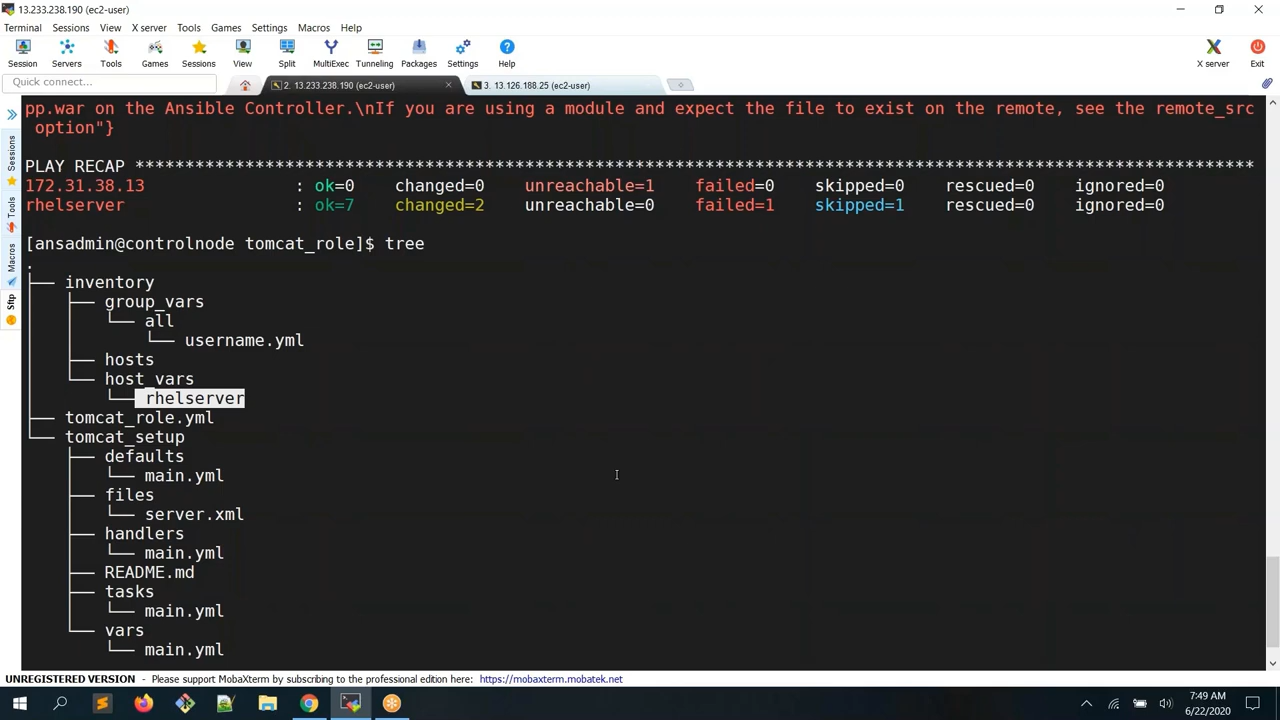 13.233.238.190 (ec2-user)
Terminal Sessions View X server Tools Games Settings Macros Help
Session Servers Tools Games Sessions View Split MultiExec Tunneling Packages Settings Help X server Exit
Quick connect...
2. 13.233.238.190 (ec2-user)
3. 13.126.188.25 (ec2-user)
Sessions
Tools
Macros
Sftp
pp.war on the Ansible Controller.\nIf you are using a module and expect the file to exist on the remote, see the remote_src
option"}
PLAY RECAP *****************************************************************************************************************
172.31.38.13 : ok=0 changed=0 unreachable=1 failed=0 skipped=0 rescued=0 ignored=0
rhelserver : ok=7 changed=2 unreachable=0 failed=1 skipped=1 rescued=0 ignored=0
[ansadmin@controlnode tomcat_role]$ tree
.
├── inventory
│   ├── group_vars
│   │   └── all
│   │       └── username.yml
│   ├── hosts
│   └── host_vars
│       └── rhelserver
├── tomcat_role.yml
└── tomcat_setup
    ├── defaults
    │   └── main.yml
    ├── files
    │   └── server.xml
    ├── handlers
    │   └── main.yml
    ├── README.md
    ├── tasks
    │   └── main.yml
    └── vars
        └── main.yml
UNREGISTERED VERSION - Please support MobaXterm by subscribing to the professional edition here: https://mobaxterm.mobatek.net
7:49 AM
6/22/2020